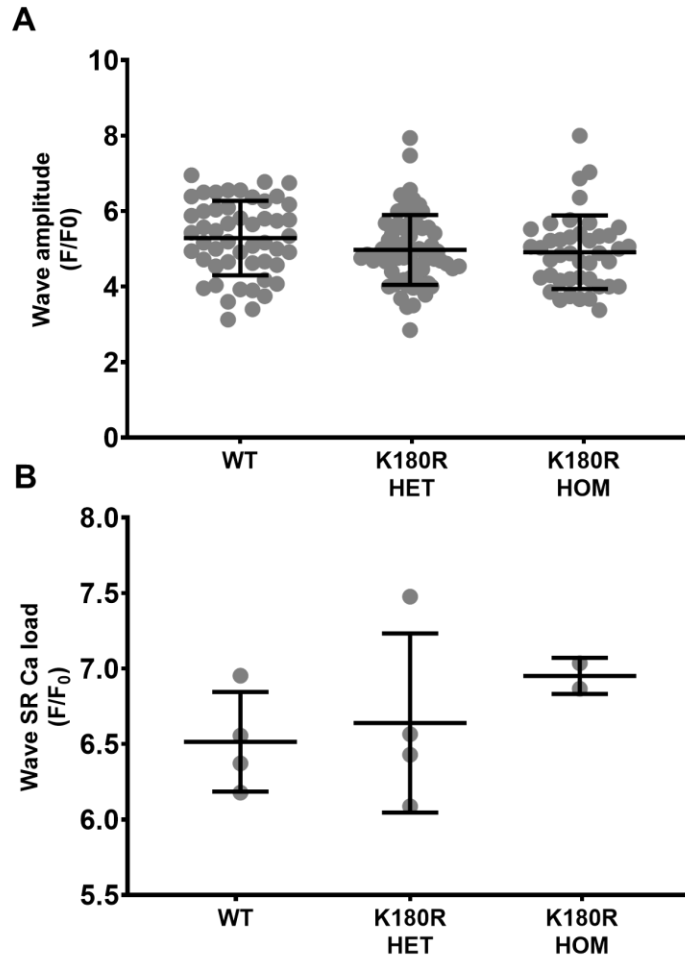 A
Wave amplitude
(F/F0)
10
8
6
4
2
0
WT
K180R
HET
K180R
HOM
B
Wave SR Ca load
(F/F₀)
8.0
7.5
7.0
6.5
6.0
5.5
WT
K180R
HET
K180R
HOM